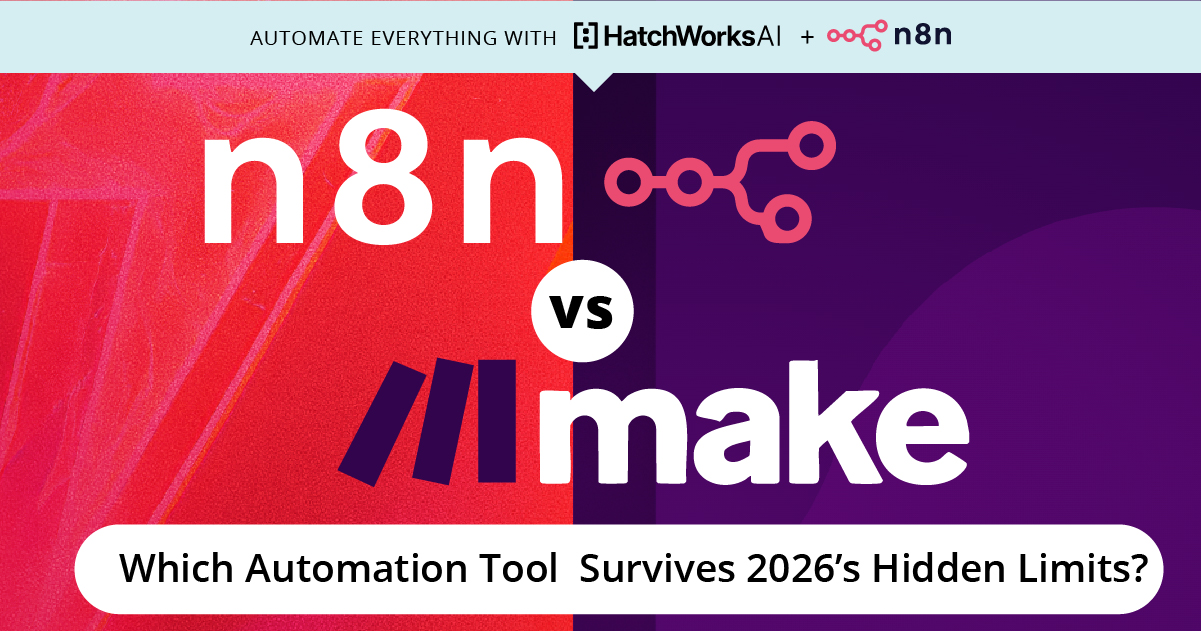 AUTOMATE EVERYTHING WITH HatchWorksAI + n8n
n8n
vs
make
Which Automation Tool Survives 2026’s Hidden Limits?